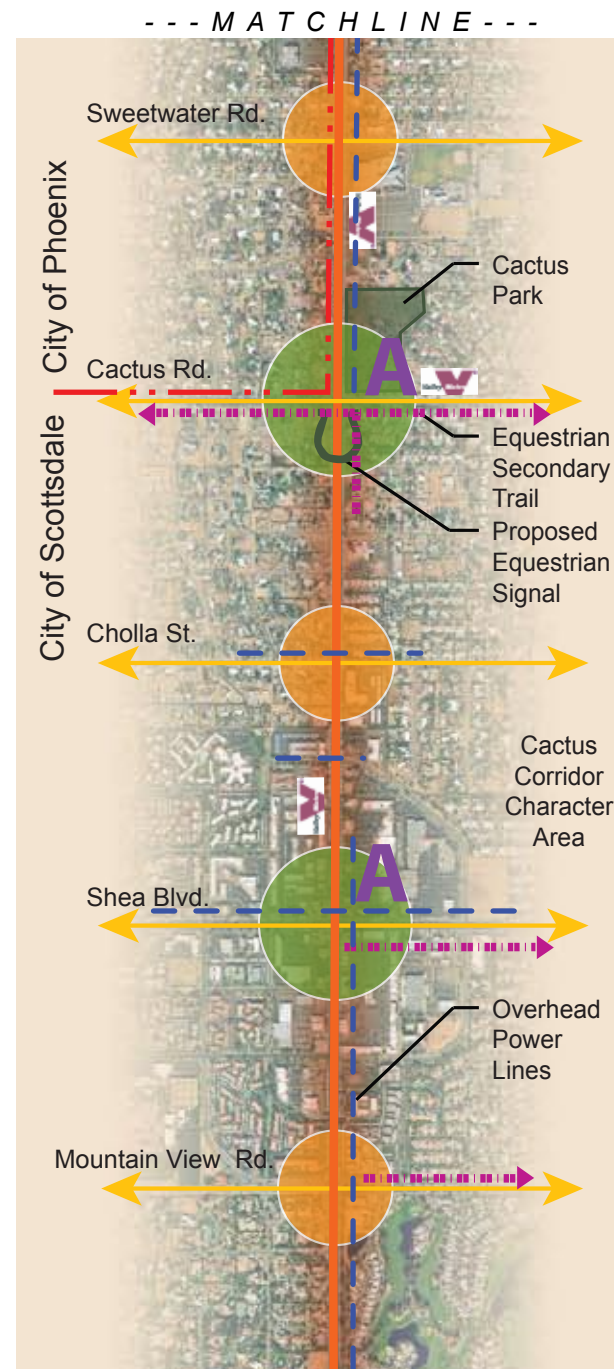 - - - M A T C H L I N E - - -
Sweetwater Rd.
City of Phoenix
Cactus
Park
Cactus Rd.
A
Equestrian
Secondary
Trail
Proposed
Equestrian
Signal
City of Scottsdale
Cholla St.
Cactus
Corridor
Character
Area
A
Shea Blvd.
Overhead
Power
Lines
Mountain View Rd.